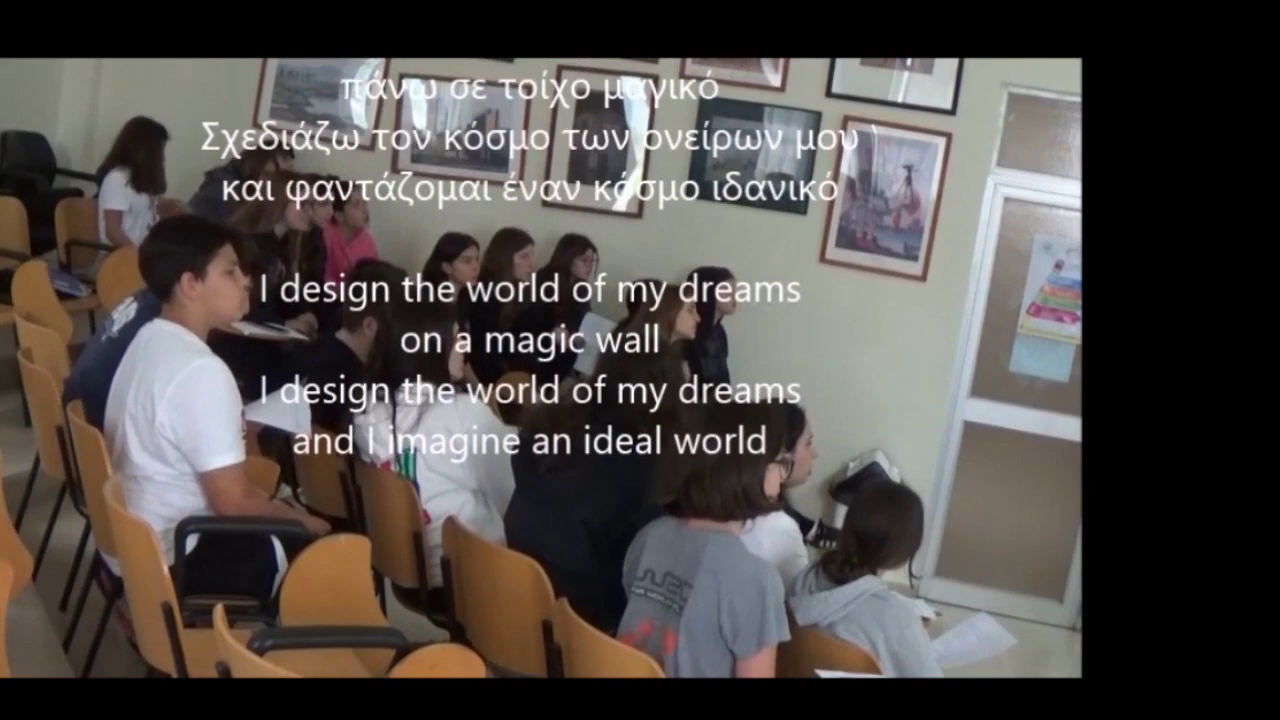 πάνω σε τοίχο μαγικό
Σχεδιάζω τον κόσμο των ονείρων μου
και φαντάζομαι έναν κόσμο ιδανικό
I design the world of my dreams
on a magic wall
I design the world of my dreams
and I imagine an ideal world